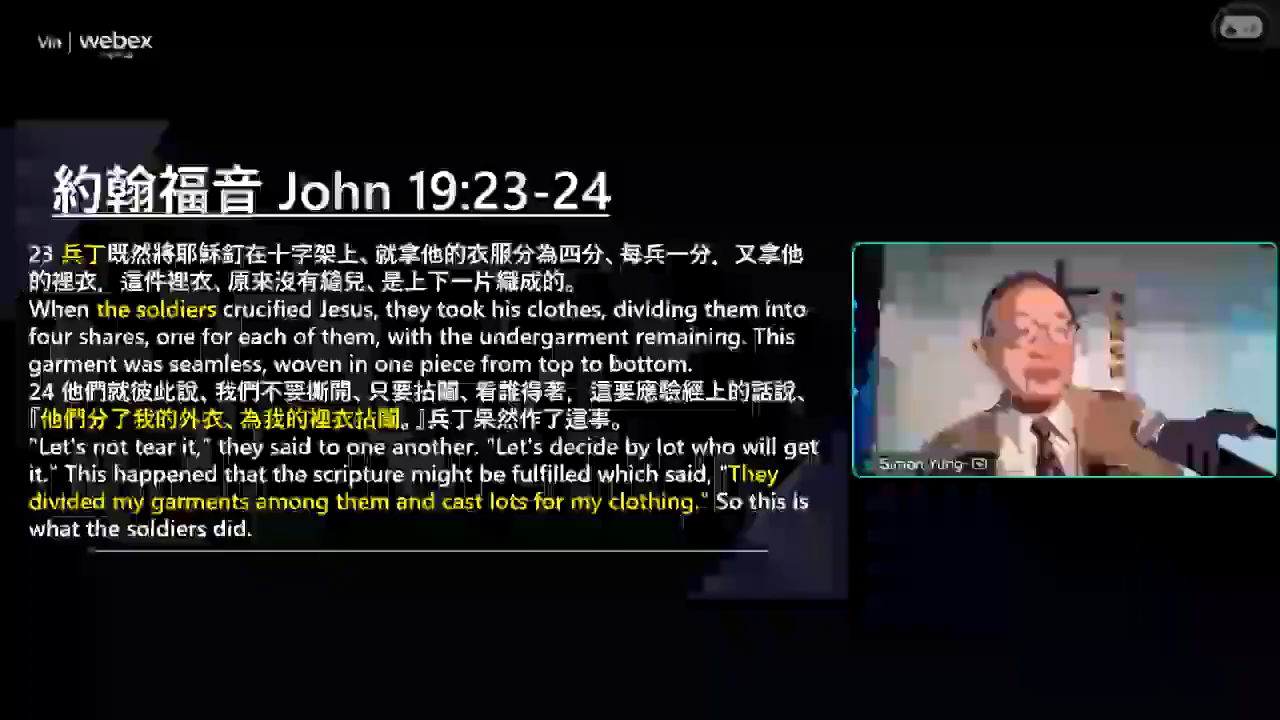 Vin | webex
約翰福音 John 19:23-24
23 兵丁既然將耶穌釘在十字架上、就拿他的衣服分為四分、每兵一分．又拿他
的裡衣．這件裡衣、原來沒有縫兒、是上下一片織成的。
When the soldiers crucified Jesus, they took his clothes, dividing them into
four shares, one for each of them, with the undergarment remaining. This
garment was seamless, woven in one piece from top to bottom.
24 他們就彼此說、我們不要撕開、只要拈鬮、看誰得著．這要應驗經上的話說、
『他們分了我的外衣、為我的裡衣拈鬮。』兵丁果然作了這事。
"Let's not tear it," they said to one another. "Let's decide by lot who will get
it." This happened that the scripture might be fulfilled which said, "They
divided my garments among them and cast lots for my clothing." So this is
what the soldiers did.
Simon Yung